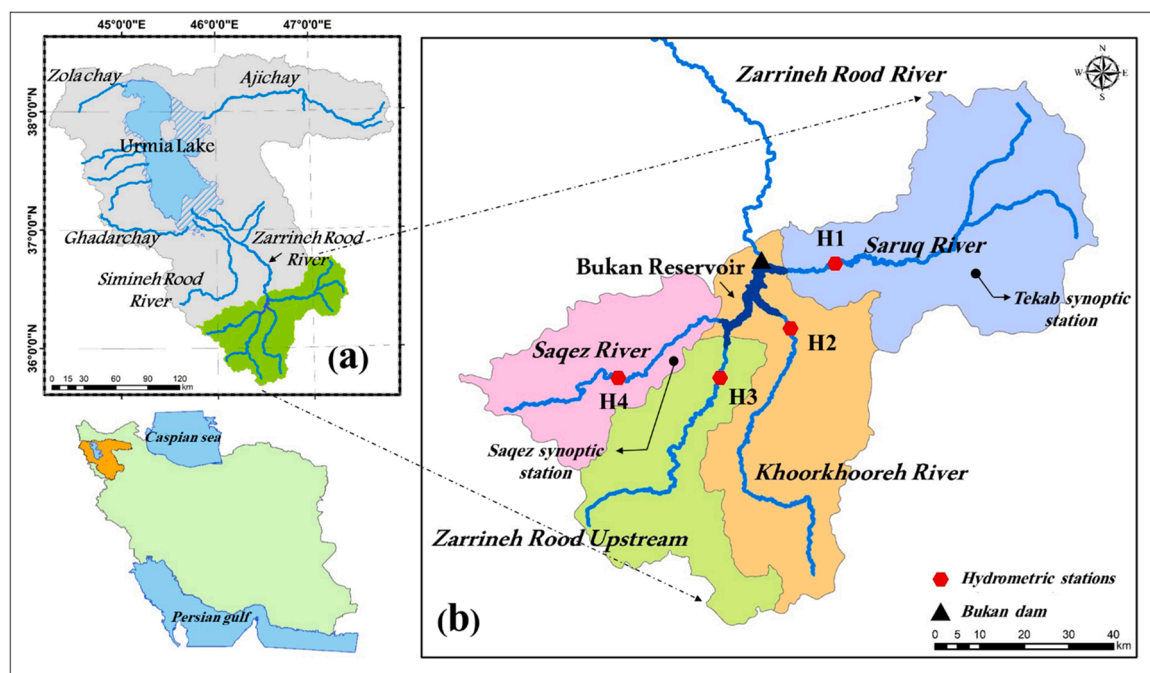 45°0'0"E 46°0'0"E 47°0'0"E
Zola chay
Ajichay
38°0'0"N
Urmia Lake
37°0'0"N
Ghadarchay
Zarrineh Rood
River
Simineh Rood
River
36°0'0"N
(a)
0 15 30 60 90 120
km
Caspian sea
Persian gulf
N
W E
S
Zarrineh Rood River
H1
Saruq River
Bukan Reservoir
Tekab synoptic
station
H2
Saqez River
H4
H3
Saqez synoptic
station
Khoorkhooreh River
Zarrineh Rood Upstream
Hydrometric stations
(b)
Bukan dam
0 5 10 20 30 40
km